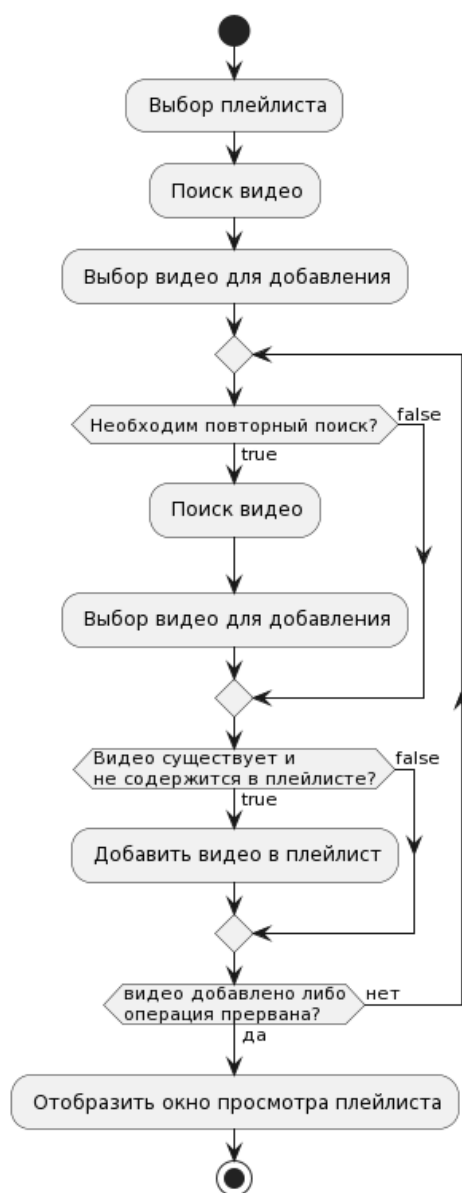 Выбор плейлиста
Поиск видео
Выбор видео для добавления
Необходим повторный поиск?
false
true
Поиск видео
Выбор видео для добавления
Видео существует и
не содержится в плейлисте?
false
true
Добавить видео в плейлист
видео добавлено либо
операция прервана?
нет
да
Отобразить окно просмотра плейлиста